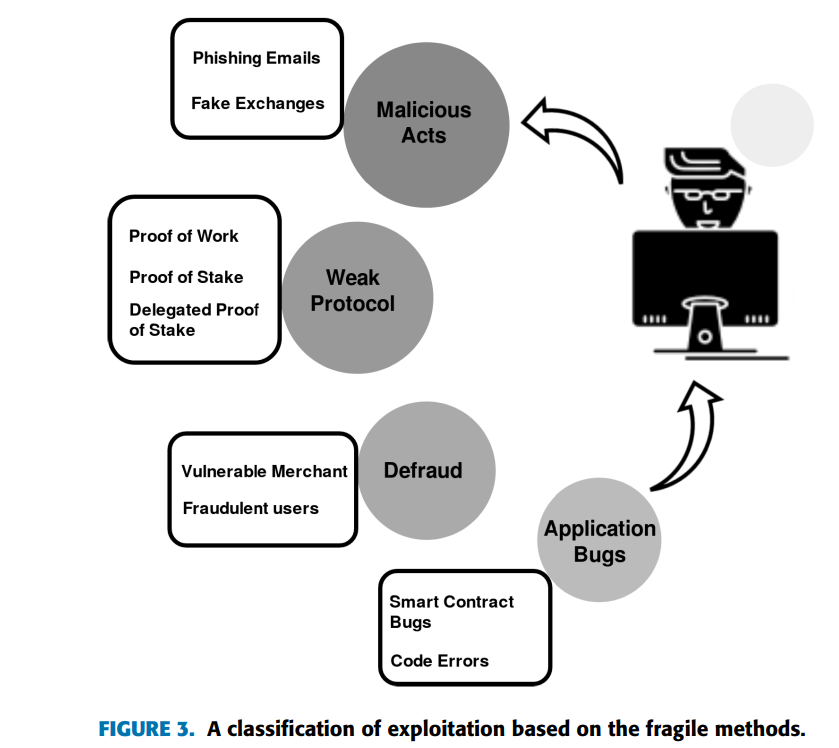 Phishing Emails
Fake Exchanges
Malicious
Acts
Proof of Work
Proof of Stake
Delegated Proof
of Stake
Weak
Protocol
Vulnerable Merchant
Fraudulent users
Defraud
Application
Bugs
Smart Contract
Bugs
Code Errors
FIGURE 3. A classification of exploitation based on the fragile methods.